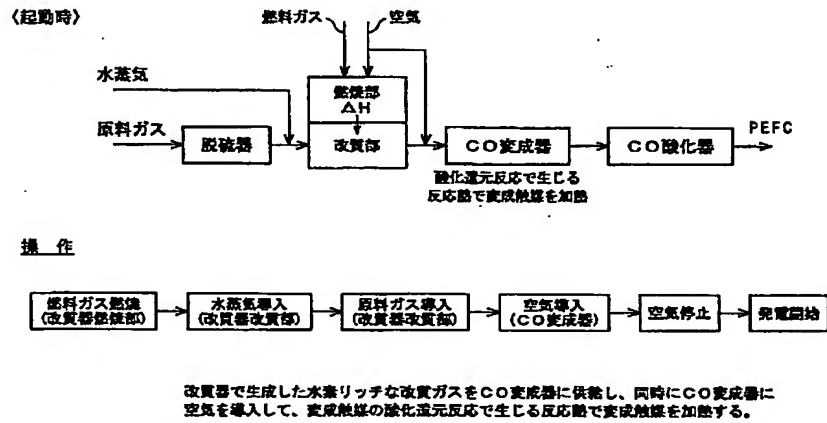 〈起動時〉
燃料ガス
空気
水蒸気
燃焼部
ΔH
原料ガス
脱硫器
改質部
CO変成器
CO酸化器
PEFC
酸化還元反応で生じる
反応熱で変成触媒を加熱
操 作
燃料ガス燃焼
(改質器燃焼部)
水蒸気導入
(改質器改質部)
原料ガス導入
(改質器改質部)
空気導入
(CO変成器)
空気停止
発電開始
改質器で生成した水素リッチな改質ガスをCO変成器に供給し、同時にCO変成器に
空気を導入して、変成触媒の酸化還元反応で生じる反応熱で変成触媒を加熱する。